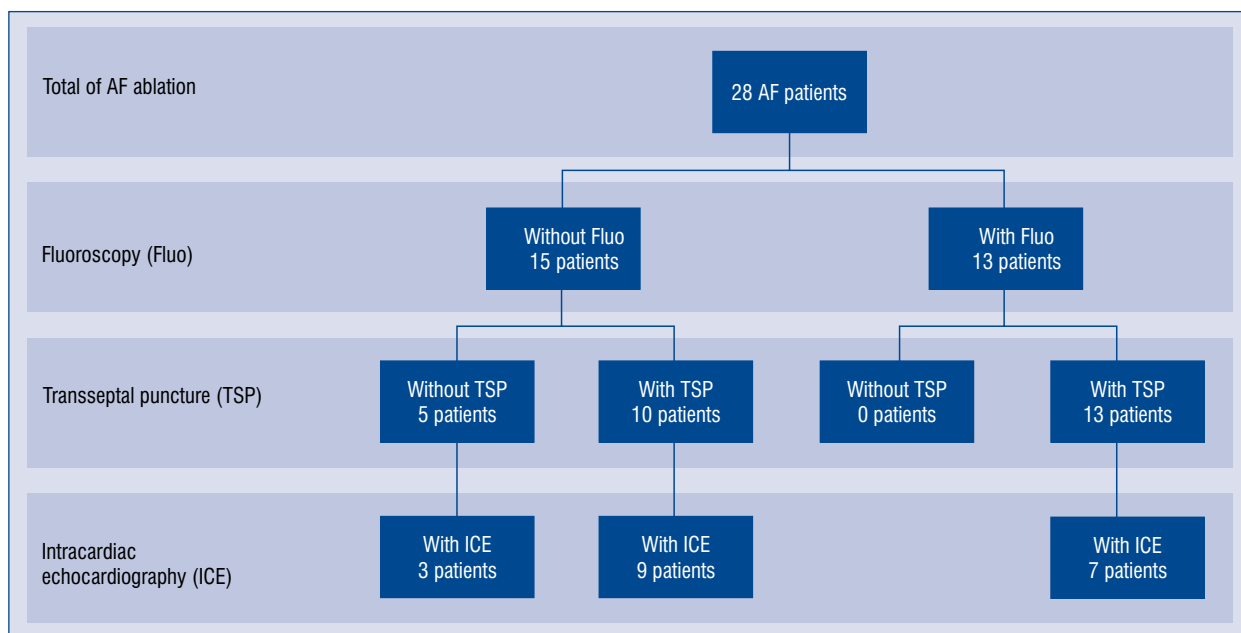 Total of AF ablation
28 AF patients
Fluoroscopy (Fluo)
Without Fluo
15 patients
With Fluo
13 patients
Transseptal puncture (TSP)
Without TSP
5 patients
With TSP
10 patients
Without TSP
0 patients
With TSP
13 patients
Intracardiac
echocardiography (ICE)
With ICE
3 patients
With ICE
9 patients
With ICE
7 patients